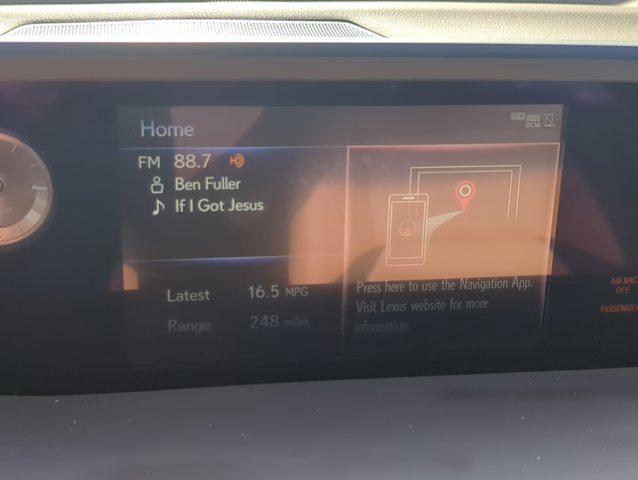 Home
DCM
FM 88.7 HD
Ben Fuller
If I Got Jesus
Latest 16.5 MPG
Range 248 miles
Press here to use the Navigation App.
Visit Lexus website for more
information.
AIR BAG
OFF
PASSENGER